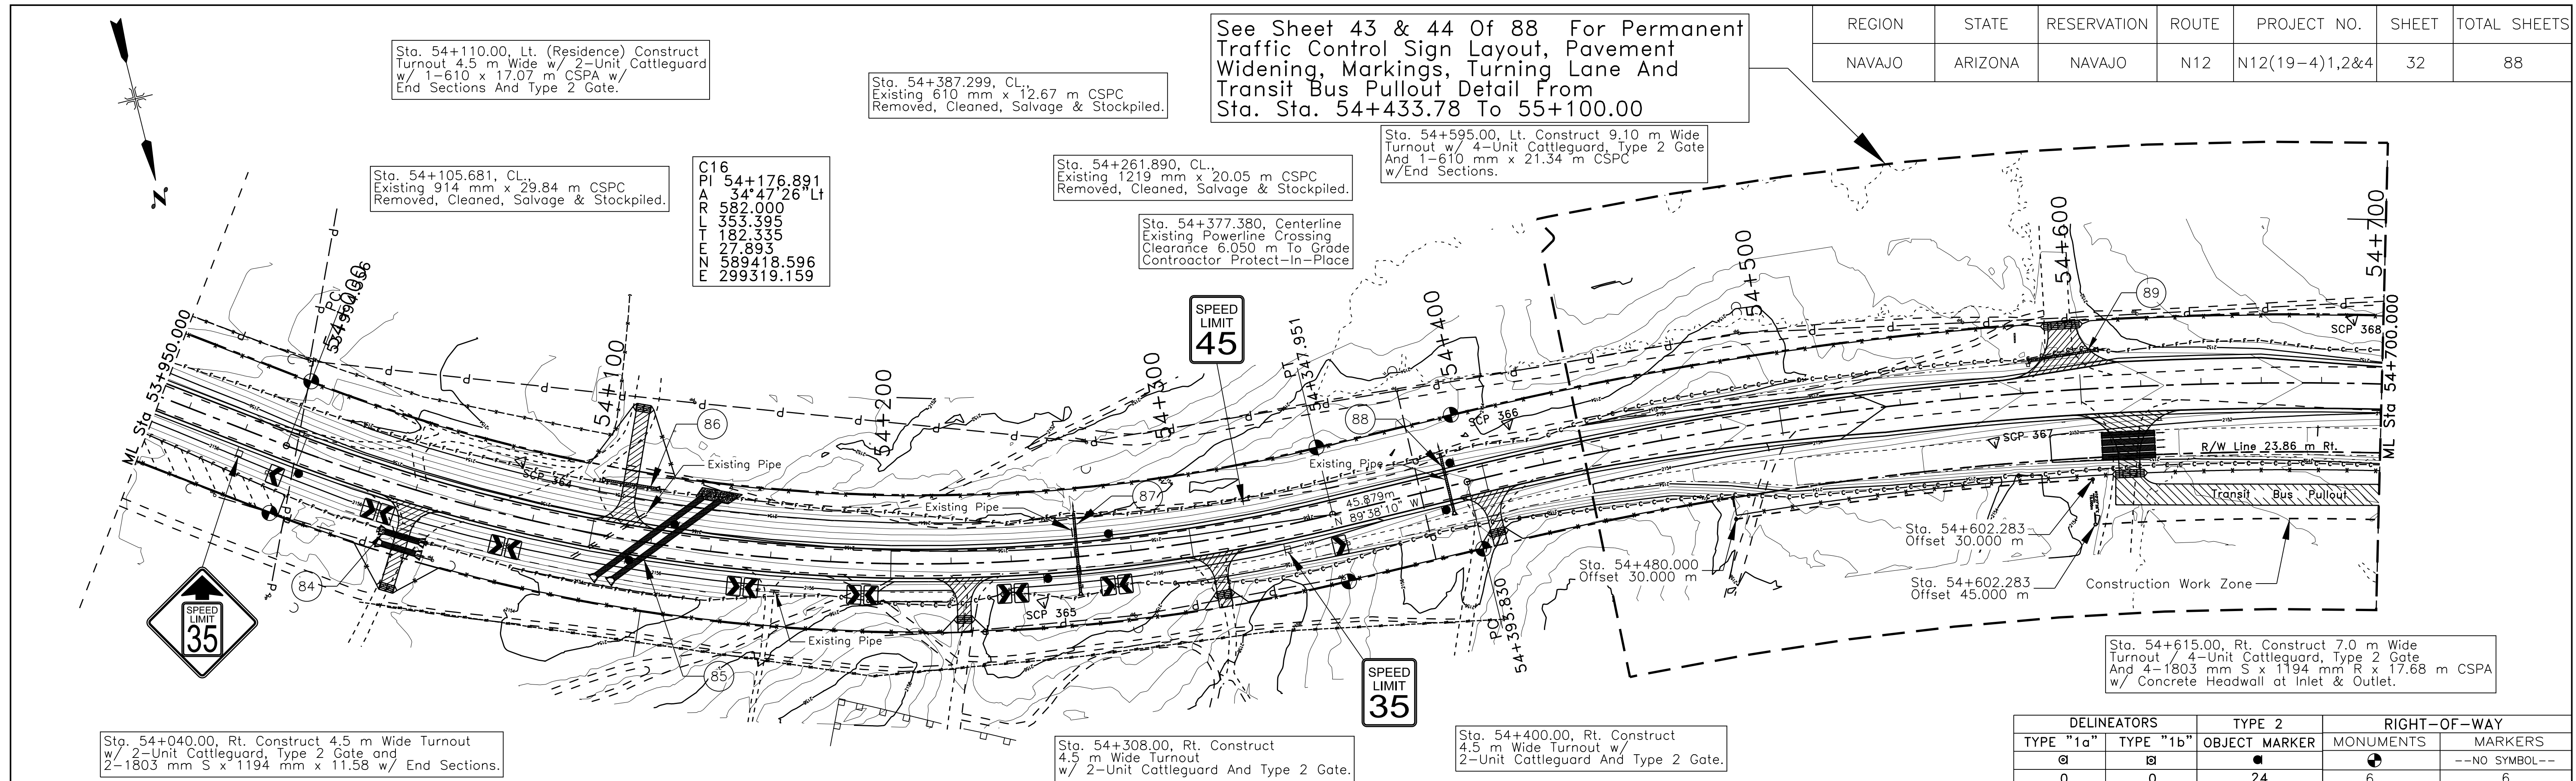 See Sheet 43 & 44 Of 88 For Permanent
Traffic Control Sign Layout, Pavement
Widening, Markings, Turning Lane And
Transit Bus Pullout Detail From
Sta. Sta. 54+433.78 To 55+100.00
REGION STATE RESERVATION ROUTE PROJECT NO. SHEET TOTAL SHEETS
NAVAJO ARIZONA NAVAJO N12 N12(19-4)1,2&4 32 88
Sta. 54+110.00, Lt. (Residence) Construct
Turnout 4.5 m Wide w/ 2-Unit Cattleguard
w/ 1-610 x 17.07 m CSPA w/
End Sections And Type 2 Gate.
Sta. 54+387.299, CL.,
Existing 610 mm x 12.67 m CSPC
Removed, Cleaned, Salvage & Stockpiled.
Sta. 54+595.00, Lt. Construct 9.10 m Wide
Turnout w/ 4-Unit Cattleguard, Type 2 Gate
And 1-610 mm x 21.34 m CSPC
w/End Sections.
N.
Sta. 54+105.681, CL.,
Existing 914 mm x 29.84 m CSPC
Removed, Cleaned, Salvage & Stockpiled.
C16
PI 54+176.891
A 34°47'26"Lt
R 582.000
L 353.395
T 182.335
E 27.893
N 589418.596
E 299319.159
Sta. 54+261.890, CL.,
Existing 1219 mm x 20.05 m CSPC
Removed, Cleaned, Salvage & Stockpiled.
Sta. 54+377.380, Centerline
Existing Powerline Crossing
Clearance 6.050 m To Grade
Controactor Protect-In-Place
ML Sta 53+950.000
54+000
PC
53+994.556
54+100
54+200
54+300
PT
54+347.951
54+400
54+500
54+600
54+700
ML Sta 54+700.000
SPEED
LIMIT
45
89
SCP 368
86
88
SCP 366
Existing Pipe
Existing Pipe
SCP 364
87
Existing Pipe
45.879m
N 89°38'10" W
SCP 367
R/W Line 23.86 m Rt.
Transit Bus Pullout
Sta. 54+602.283
Offset 30.000 m
Sta. 54+480.000
Offset 30.000 m
Sta. 54+602.283
Offset 45.000 m
Construction Work Zone
84
SPEED
LIMIT
35
SCP 365
Existing Pipe
85
PC
54+393.830
SPEED
LIMIT
35
Sta. 54+615.00, Rt. Construct 7.0 m Wide
Turnout / 4-Unit Cattleguard, Type 2 Gate
And 4-1803 mm S x 1194 mm R x 17.68 m CSPA
w/ Concrete Headwall at Inlet & Outlet.
Sta. 54+040.00, Rt. Construct 4.5 m Wide Turnout
w/ 2-Unit Cattleguard, Type 2 Gate and
2-1803 mm S x 1194 mm x 11.58 w/ End Sections.
Sta. 54+308.00, Rt. Construct
4.5 m Wide Turnout
w/ 2-Unit Cattleguard And Type 2 Gate.
Sta. 54+400.00, Rt. Construct
4.5 m Wide Turnout w/
2-Unit Cattleguard And Type 2 Gate.
DELINEATORS TYPE 2 RIGHT-OF-WAY
TYPE "1a" TYPE "1b" OBJECT MARKER MONUMENTS MARKERS
--NO SYMBOL--
0 0 24 6 6